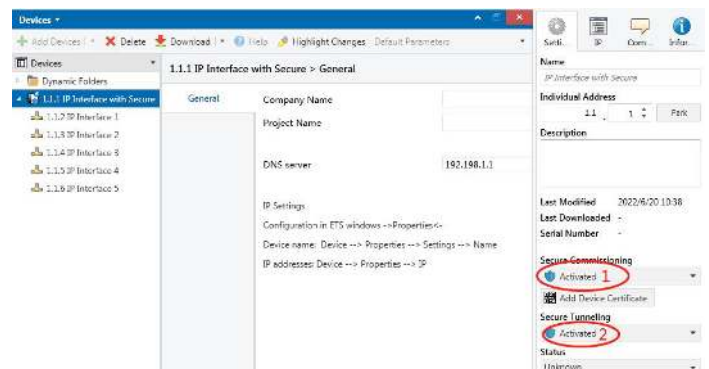 Devices
Add Devices
Delete
Download
Help
Highlight Changes
Default Parameters
Devices
Dynamic Folders
1.1.1 IP Interface with Secure
1.1.2 IP Interface 1
1.1.3 IP Interface 2
1.1.4 IP Interface 3
1.1.5 IP Interface 4
1.1.6 IP Interface 5
1.1.1 IP Interface with Secure > General
General
Company Name
Project Name
DNS server
192.198.1.1
IP Settings
Configuration in ETS windows ->Properties<-
Device name: Device --> Properties --> Settings --> Name
IP addresses: Device --> Properties --> IP
Setti...
IP
Com...
Infor...
Name
IP Interface with Secure
Individual Address
1.1 . 1 Park
Description
Last Modified 2022/6/20 10:38
Last Downloaded -
Serial Number -
Secure Commissioning
Activated 1
Add Device Certificate
Secure Tunneling
Activated 2
Status
Unknown